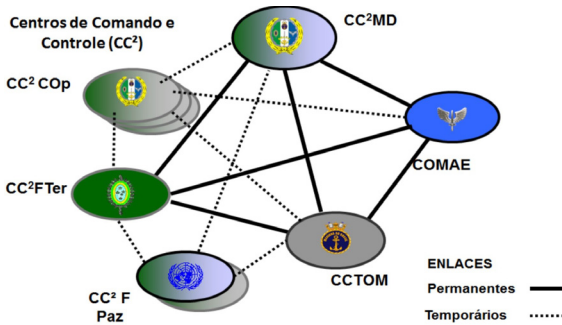 Centros de Comando e
Controle (CC²)
CC²MD
CC² COp
COMAE
CC²FTer
CCTOM
CC² F
Paz
ENLACES
Permanentes
Temporários